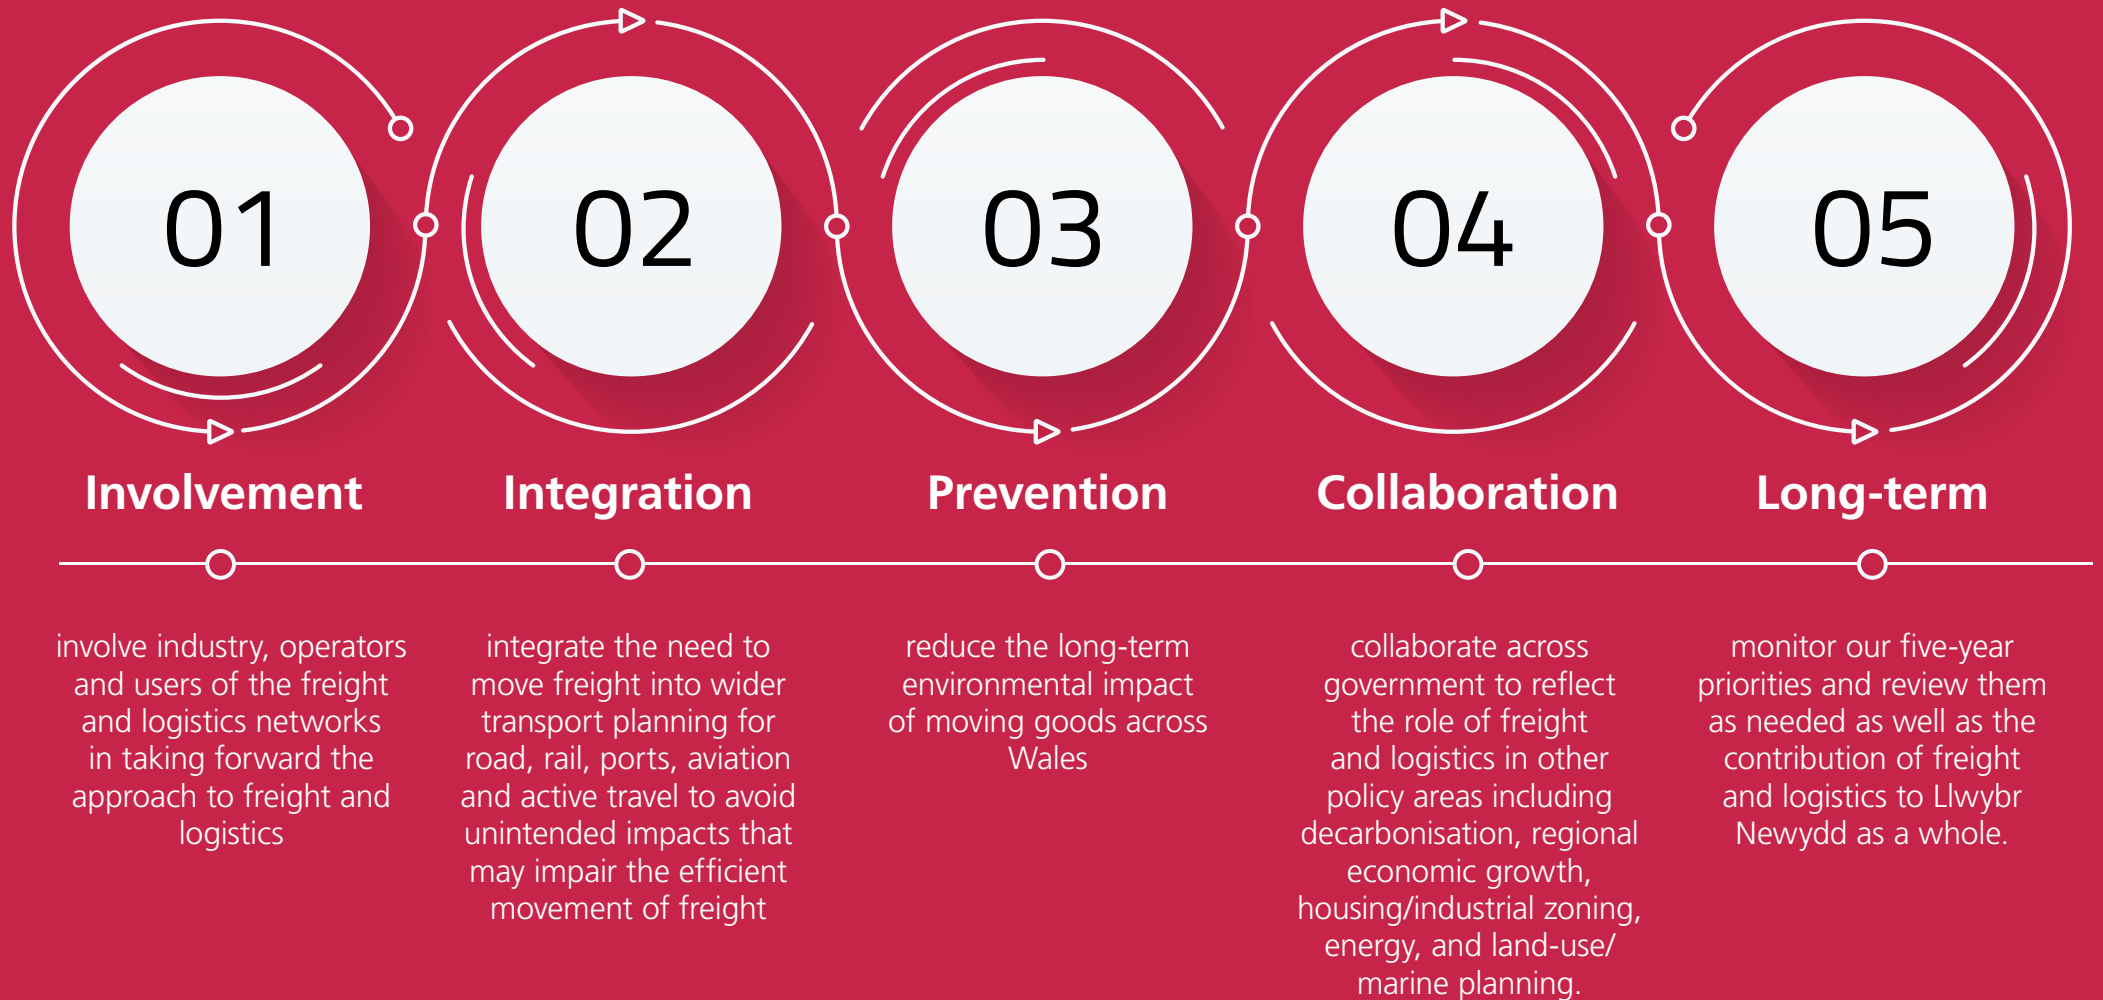 01
Involvement
involve industry, operators
and users of the freight
and logistics networks
in taking forward the
approach to freight and
logistics
02
Integration
integrate the need to
move freight into wider
transport planning for
road, rail, ports, aviation
and active travel to avoid
unintended impacts that
may impair the efficient
movement of freight
03
Prevention
reduce the long-term
environmental impact
of moving goods across
Wales
04
Collaboration
collaborate across
government to reflect
the role of freight
and logistics in other
policy areas including
decarbonisation, regional
economic growth,
housing/industrial zoning,
energy, and land-use/
marine planning.
05
Long-term
monitor our five-year
priorities and review them
as needed as well as the
contribution of freight
and logistics to Llwybr
Newydd as a whole.